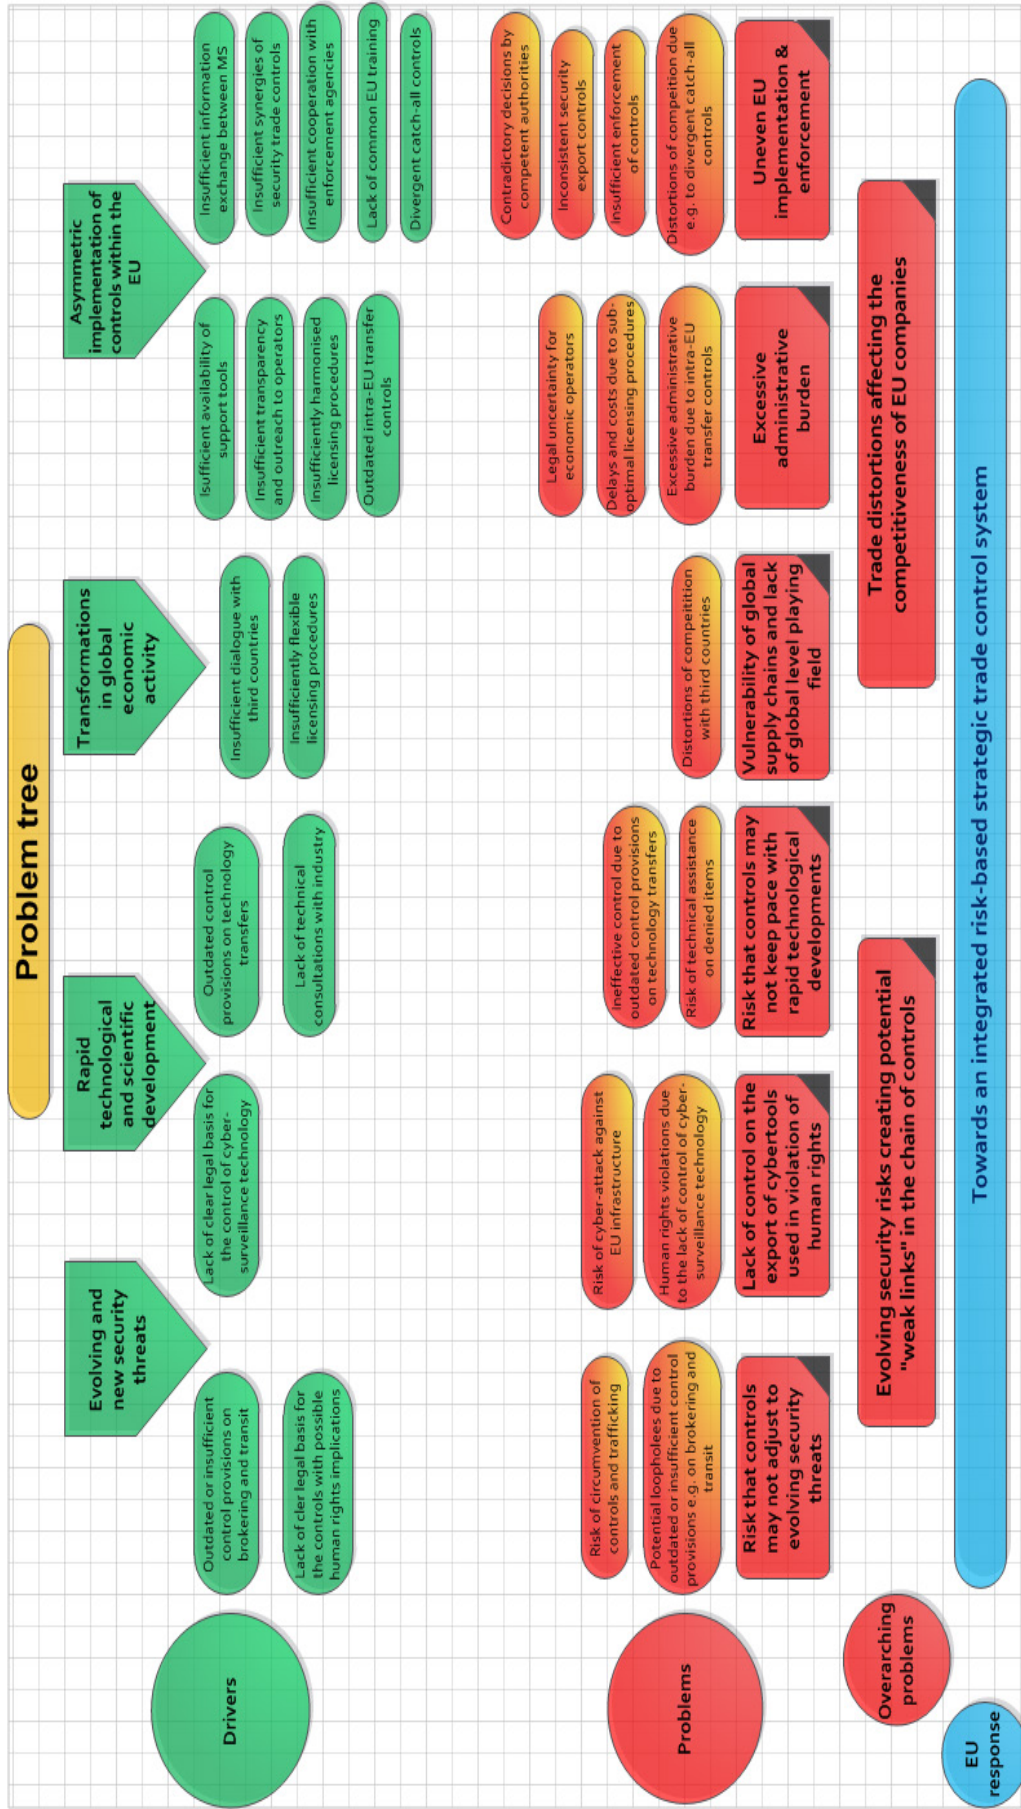 Problem tree
Evolving and
new security
threats
Rapid
technological
and scientific
development
Transformations
in global
economic
activity
Asymmetric
implementation of
controls within the
EU
Drivers
Outdated or insufficient
control provisions on
brokering and transit
Lack of cler legal basis for
the controls with possible
human rights implications
Lack of clear legal basis for
the control of cyber-
surveillance technology
Outdated control
provisions on technology
transfers
Lack of technical
consultations with industry
Insufficient dialogue with
third countries
Insufficiently flexible
licensing procedures
Isufficient availability of
support tools
Insufficient transparency
and outreach to operators
Insufficiently harmonised
licensing procedures
Outdated intra-EU transfer
controls
Insufficient information
exchange between MS
Insufficient synergies of
security trade controls
Insufficient cooperation with
enforcement agencies
Lack of common EU training
Divergent catch-all controls
Problems
Risk of circumvention of
controls and trafficking
Potential loopholees due to
outdated or insufficient control
provisions e.g. on brokering and
transit
Risk that controls
may not adjust to
evolving security
threats
Risk of cyber-attack against
EU infrastructure
Human rights violations due
to the lack of control of cyber-
surveillance technology
Lack of control on the
export of cybertools
used in violation of
human rights
Ineffective control due to
outdated control provisions
on technology transfers
Risk of technical assistance
on denied items
Risk that controls may
not keep pace with
rapid technological
developments
Distortions of competitition
with third countries
Vulnerability of global
supply chains and lack
of global level playing
field
Legal uncertainty for
economic operators
Delays and costs due to sub-
optimal licensing procedures
Excessive administrative
burden due to intra-EU
transfer controls
Excessive
administrative
burden
Contradictory decisions by
competent authorities
Inconsistent security
export controls
Insufficient enforcement
of controls
Distortions of competition due
e.g. to divergent catch-all
controls
Uneven EU
implementation &
enforcement
Overarching
problems
Evolving security risks creating potential
"weak links" in the chain of controls
Trade distortions affecting the
competitiveness of EU companies
EU
response
Towards an integrated risk-based strategic trade control system